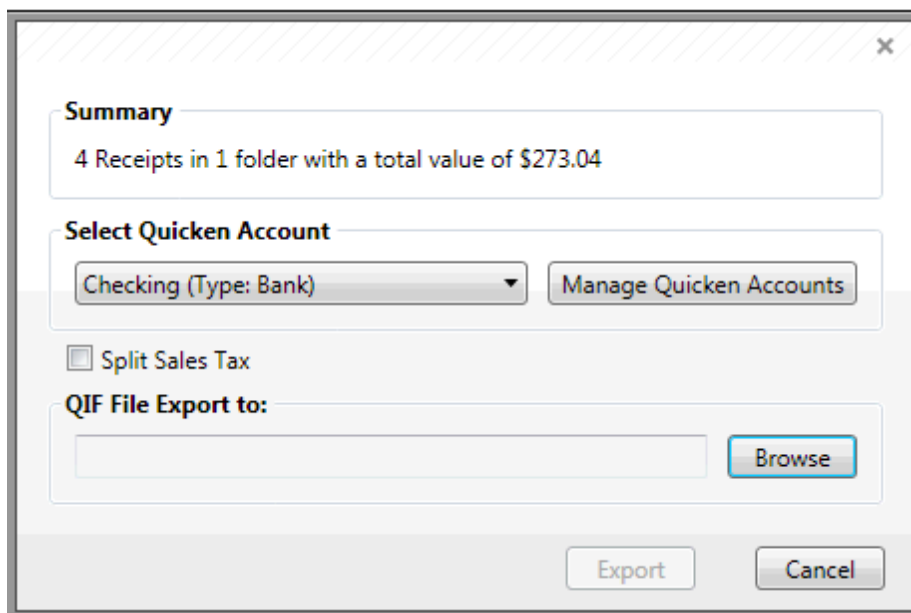 Summary
4 Receipts in 1 folder with a total value of $273.04
Select Quicken Account
Checking (Type: Bank)
Manage Quicken Accounts
Split Sales Tax
QIF File Export to:
Browse
Export
Cancel